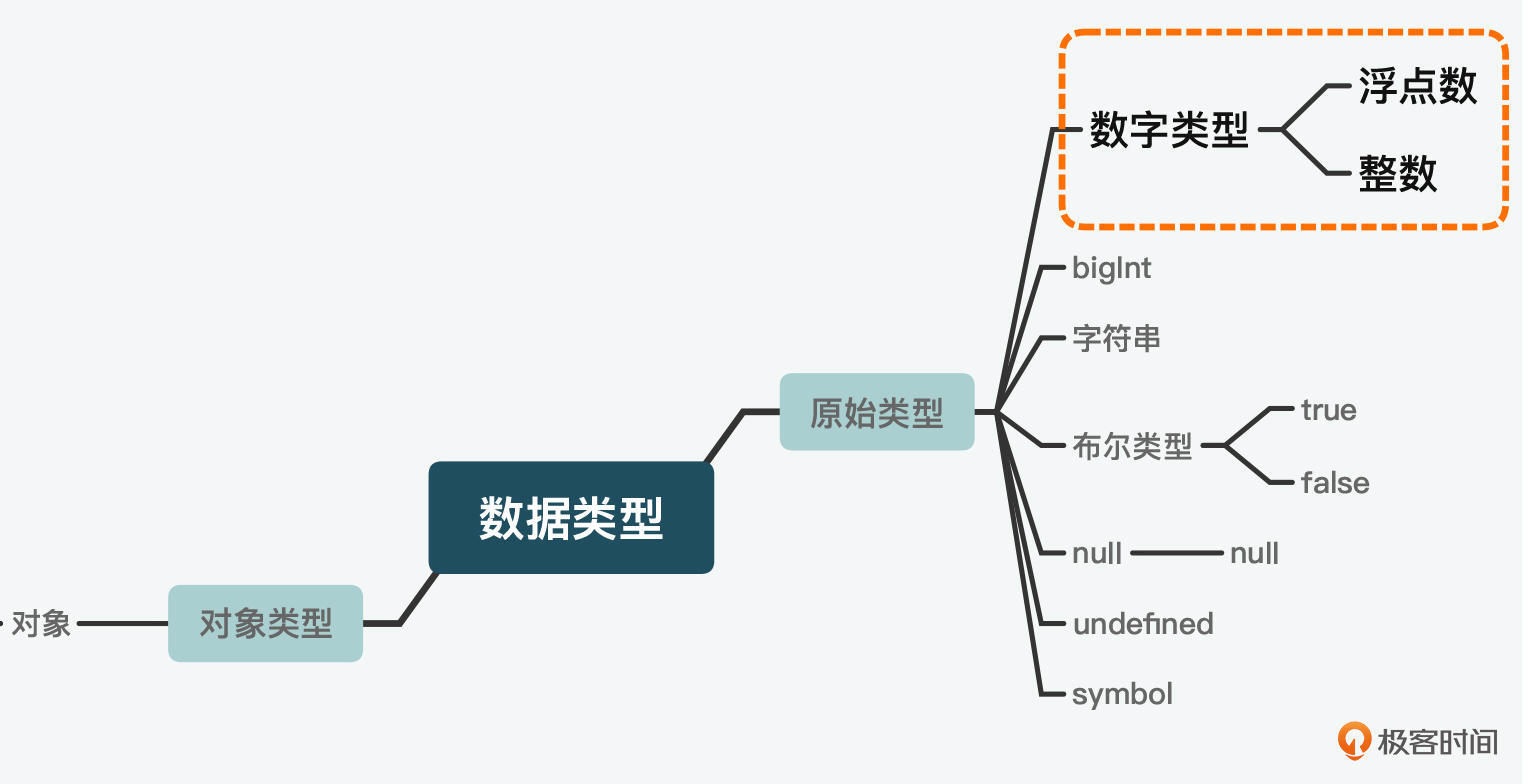 浮点数
数字类型
整数
bigInt
字符串
原始类型
true
布尔类型
false
数据类型
null
null
对象
对象类型
undefined
symbol
极客时间